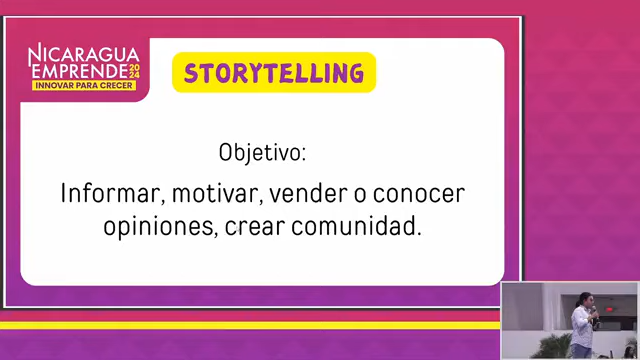 NICARAGUA
EMPRENDE 2024
INNOVAR PARA CRECER
STORYTELLING
Objetivo:
Informar, motivar, vender o conocer
opiniones, crear comunidad.